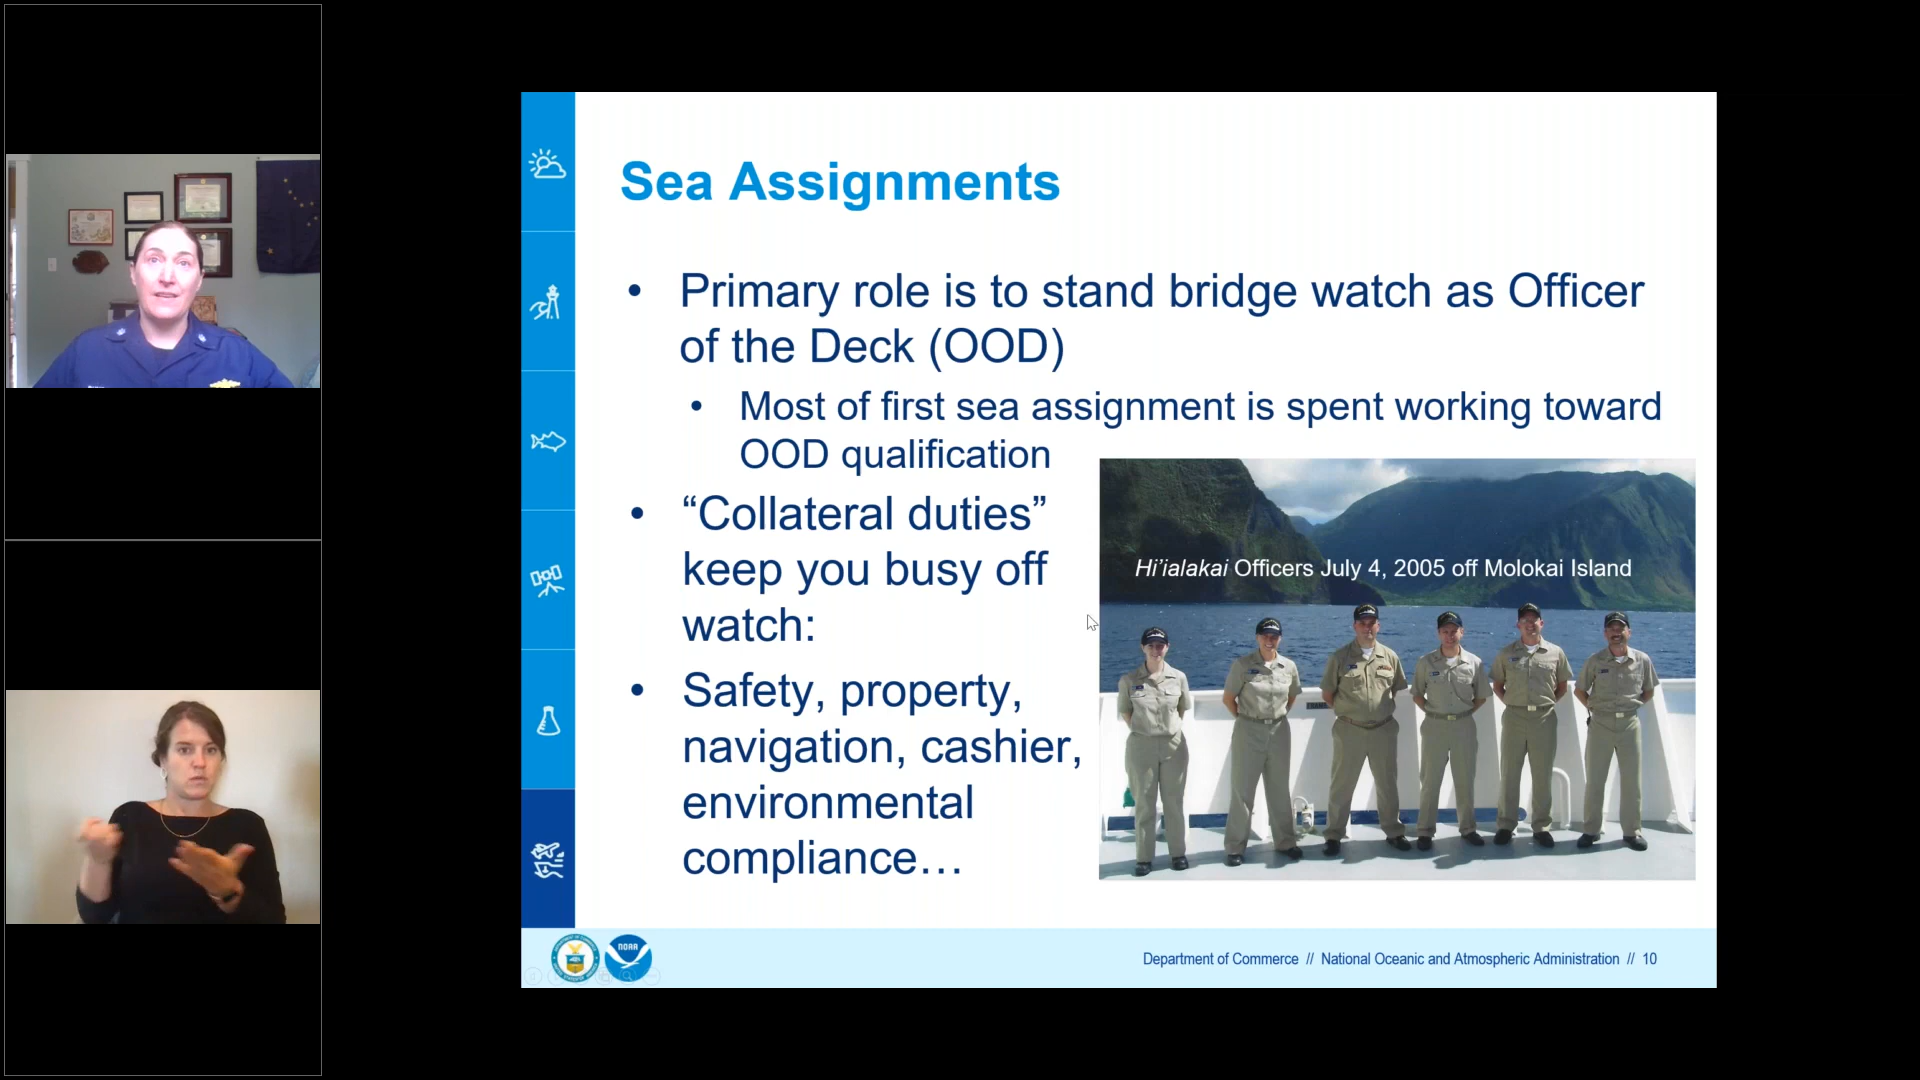 Sea Assignments
• Primary role is to stand bridge watch as Officer
of the Deck (OOD)
• Most of first sea assignment is spent working toward
OOD qualification
• “Collateral duties”
keep you busy off
watch:
• Safety, property,
navigation, cashier,
environmental
compliance…
Hi’ialakai Officers July 4, 2005 off Molokai Island
NOAA
Department of Commerce // National Oceanic and Atmospheric Administration // 10